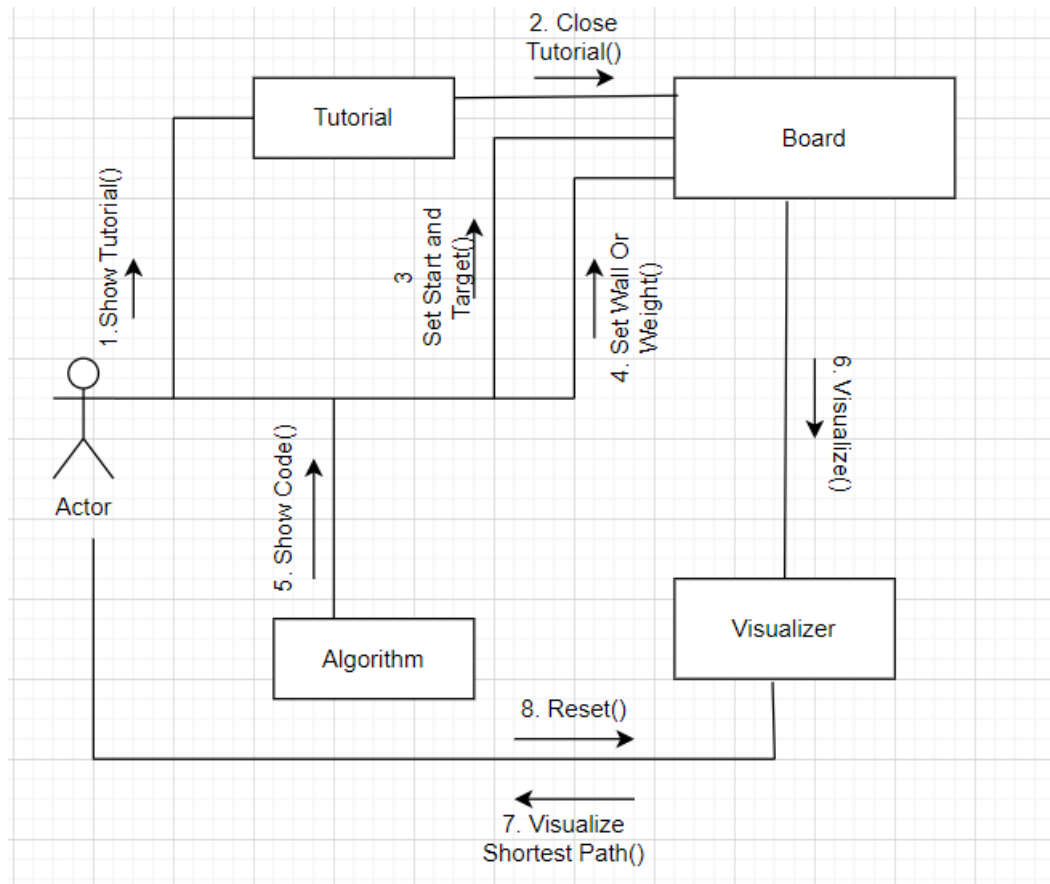 2. Close
Tutorial()
Tutorial
Board
1.Show Tutorial()
3
Set Start and
Target()
4. Set Wall Or
Weight()
6. Visualize()
Actor
5. Show Code()
Algorithm
Visualizer
8. Reset()
7. Visualize
Shortest Path()